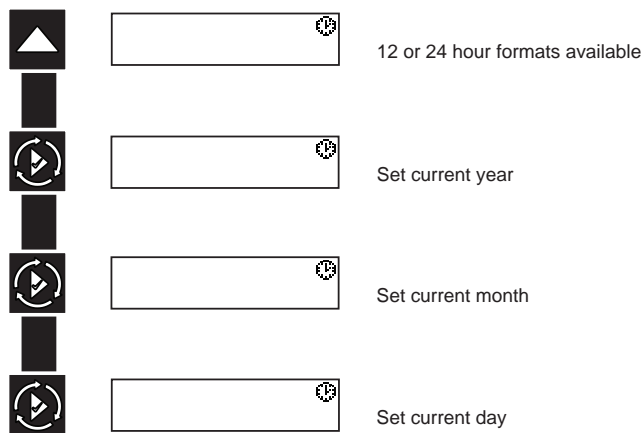 12 or 24 hour formats available
Set current year
Set current month
Set current day